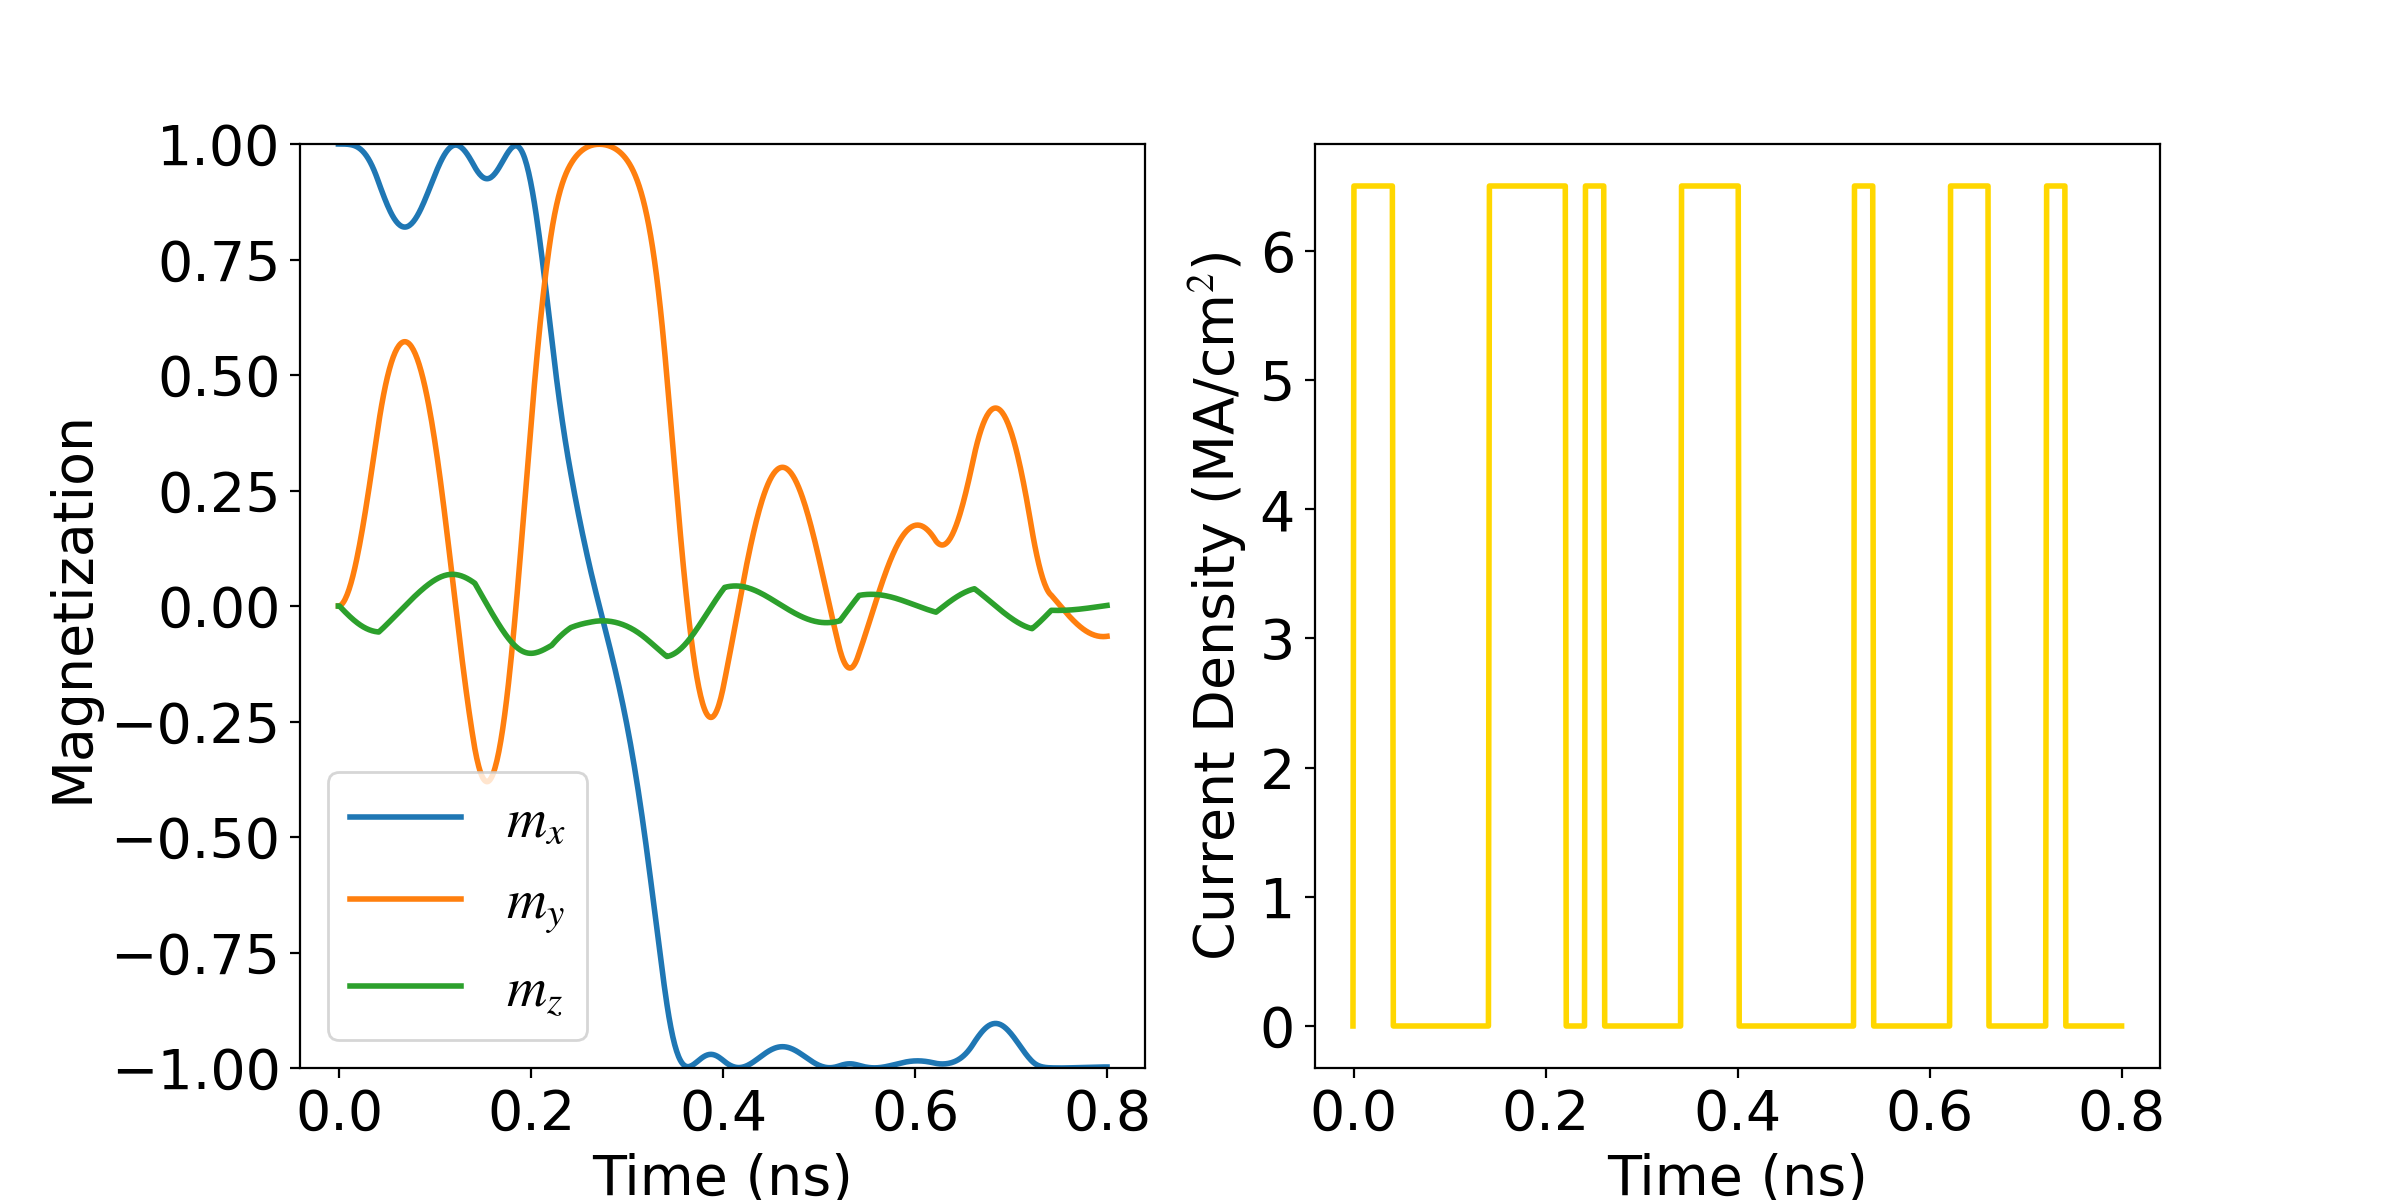 1.00
0.75
0.50
0.25
0.00
−0.25
−0.50
−0.75
−1.00
Magnetization
m_x
m_y
m_z
0.0 0.2 0.4 0.6 0.8
Time (ns)
6
5
4
3
2
1
0
Current Density (MA/cm²)
0.0 0.2 0.4 0.6 0.8
Time (ns)